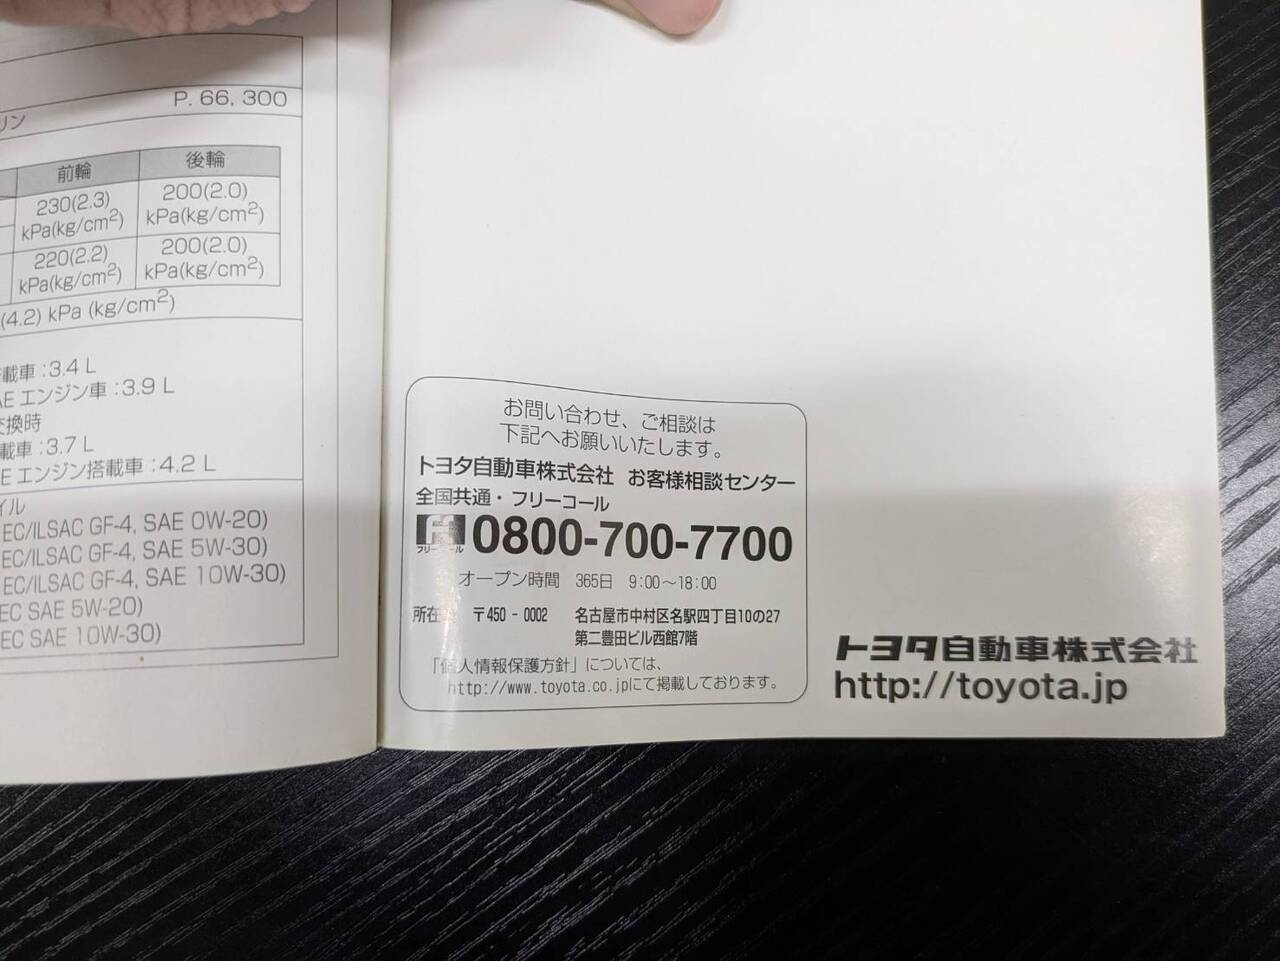 P. 66, 300
リン
前輪 後輪
230(2.3) kPa(kg/cm2) 200(2.0) kPa(kg/cm2)
220(2.2) kPa(kg/cm2) 200(2.0) kPa(kg/cm2)
(4.2) kPa (kg/cm2)
載車:3.4 L
AE エンジン車:3.9 L
交換時
載車:3.7 L
E エンジン搭載車:4.2 L
イル
EC/ILSAC GF-4, SAE 0W-20)
EC/ILSAC GF-4, SAE 5W-30)
EC/ILSAC GF-4, SAE 10W-30)
EC SAE 5W-20)
EC SAE 10W-30)
お問い合わせ、ご相談は
下記へお願いいたします。
トヨタ自動車株式会社 お客様相談センター
全国共通・フリーコール
フリーコール 0800-700-7700
オープン時間 365日 9:00～18:00
所在 〒450-0002 名古屋市中村区名駅四丁目10の27
第二豊田ビル西館7階
「個人情報保護方針」については、
http://www.toyota.co.jpにて掲載しております。
トヨタ自動車株式会社
http://toyota.jp